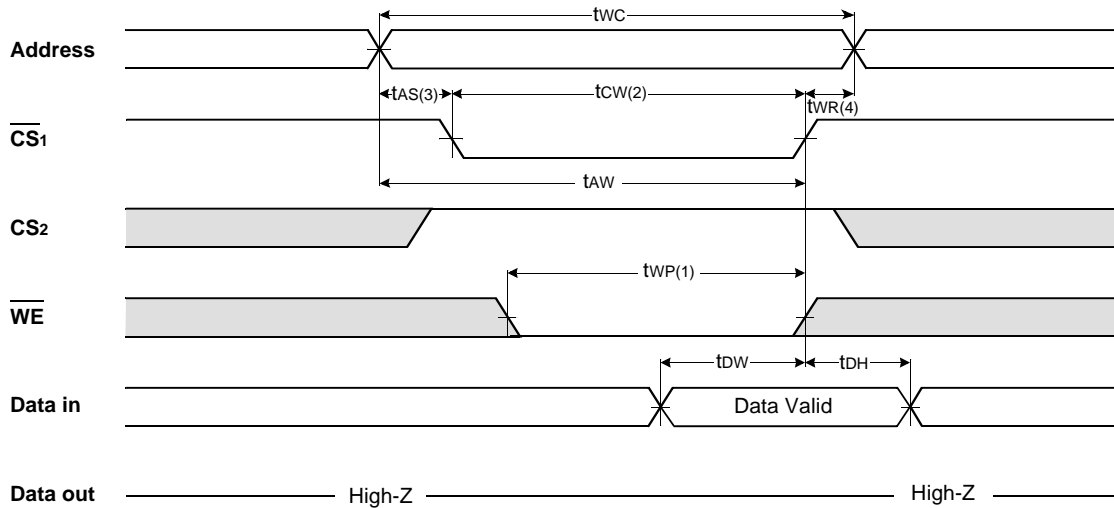 tWC
Address
tAS(3) tCW(2) tWR(4)
CS1
tAW
CS2
tWP(1)
WE
tDW tDH
Data in Data Valid
Data out High-Z High-Z